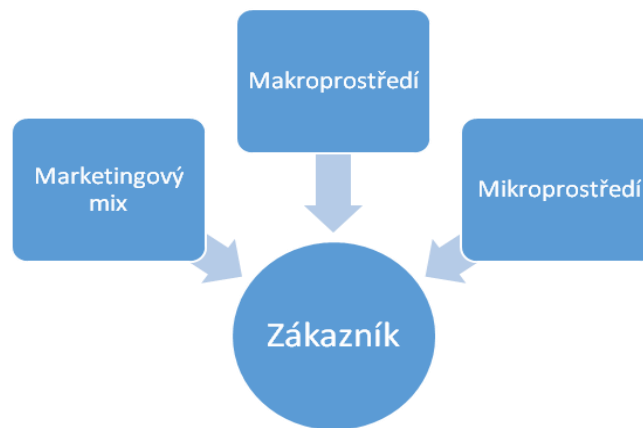 Makroprostředí
Marketingový
mix
Mikroprostředí
Zákazník